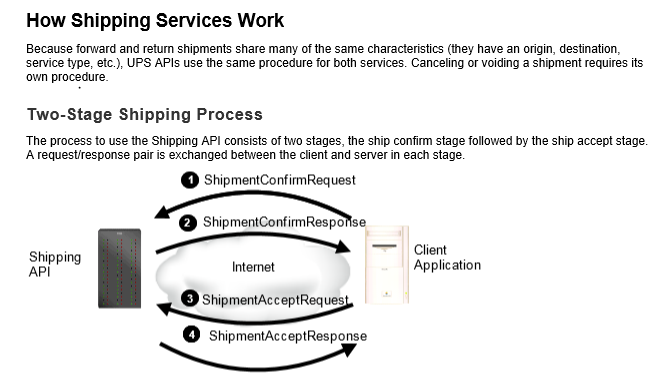 How Shipping Services Work
Because forward and return shipments share many of the same characteristics (they have an origin, destination,
service type, etc.), UPS APIs use the same procedure for both services. Canceling or voiding a shipment requires its
own procedure.
Two-Stage Shipping Process
The process to use the Shipping API consists of two stages, the ship confirm stage followed by the ship accept stage.
A request/response pair is exchanged between the client and server in each stage.
1 ShipmentConfirmRequest
2 ShipmentConfirmResponse
Shipping
API
Internet
Client
Application
3 ShipmentAcceptRequest
4 ShipmentAcceptResponse